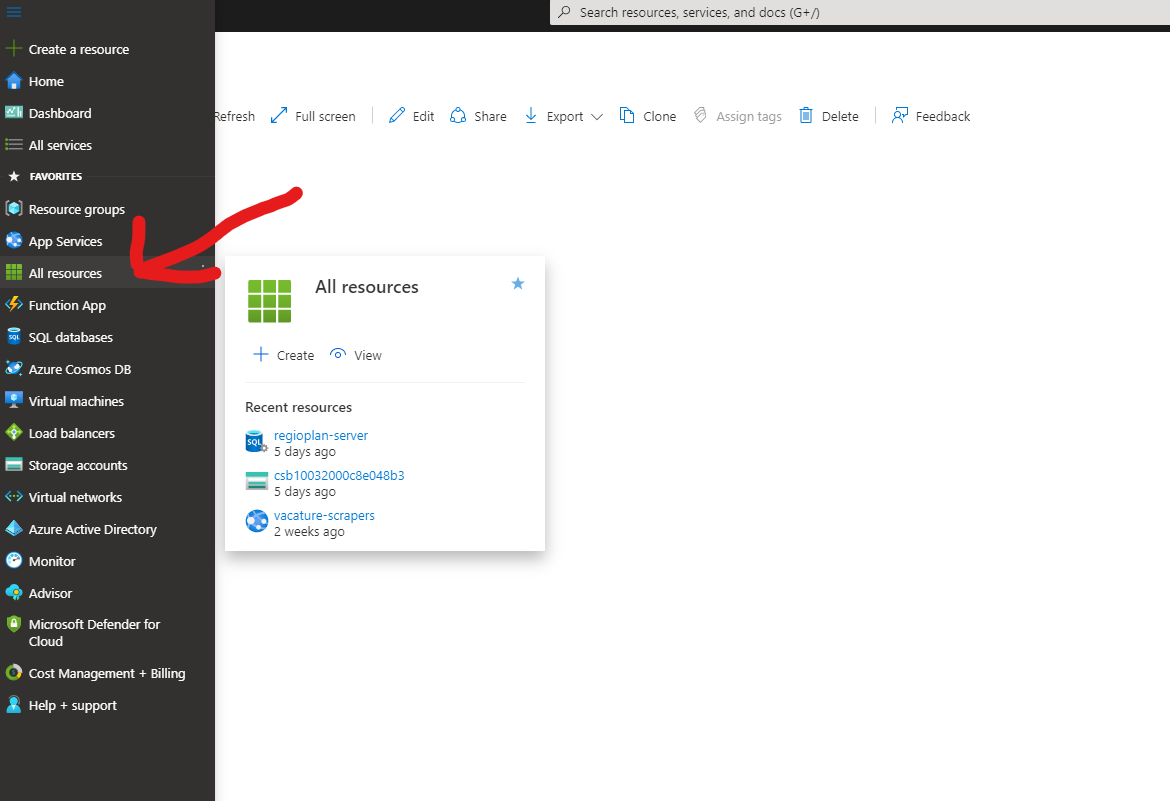 Search resources, services, and docs (G+/)
Create a resource
Home
Dashboard
All services
FAVORITES
Resource groups
App Services
All resources
Function App
SQL databases
Azure Cosmos DB
Virtual machines
Load balancers
Storage accounts
Virtual networks
Azure Active Directory
Monitor
Advisor
Microsoft Defender for
Cloud
Cost Management + Billing
Help + support
Refresh Full screen Edit Share Export Clone Assign tags Delete Feedback
All resources
Create View
Recent resources
regioplan-server
5 days ago
csb10032000c8e048b3
5 days ago
vacature-scrapers
2 weeks ago